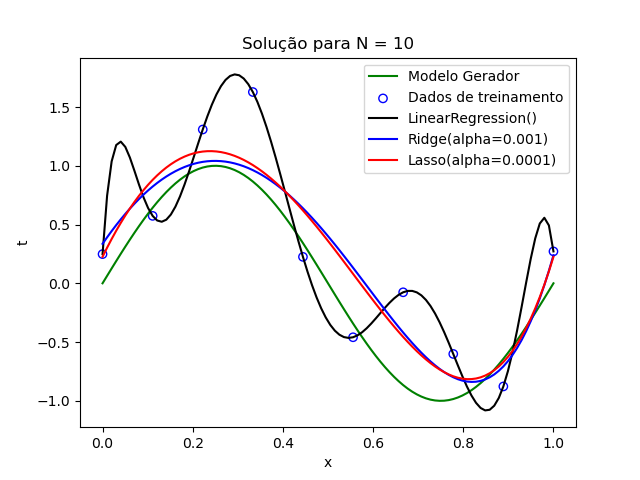 Solução para N = 10
Modelo Gerador
Dados de treinamento
LinearRegression()
Ridge(alpha=0.001)
Lasso(alpha=0.0001)
1.5
1.0
0.5
0.0
−0.5
−1.0
t
0.0 0.2 0.4 0.6 0.8 1.0
x